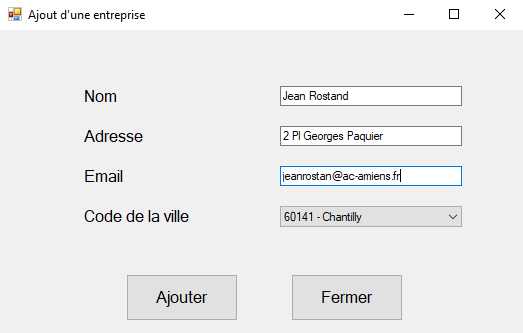 Ajout d'une entreprise
Nom Jean Rostand
Adresse 2 Pl Georges Paquier
Email jeanrostan@ac-amiens.fr
Code de la ville 60141 - Chantilly
Ajouter Fermer